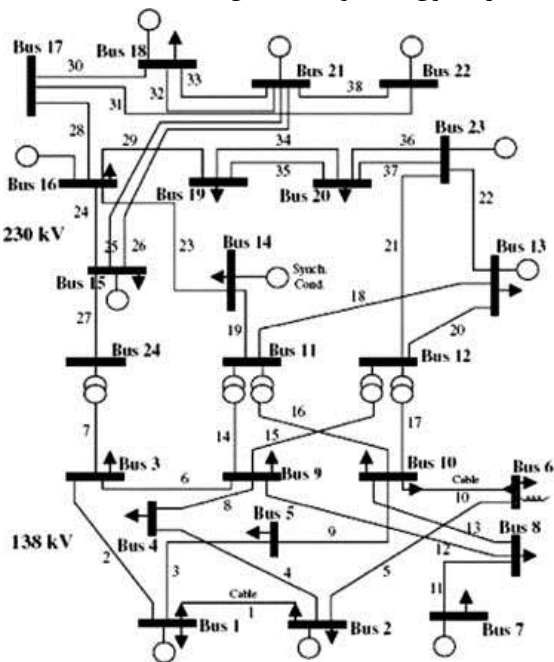 Bus 17
Bus 18
Bus 21
Bus 22
30
33
32
31
38
28
29
34
36
Bus 23
35
37
Bus 16
Bus 19
Bus 20
22
24
230 kV
25
26
23
Bus 14
21
Bus 13
Bus 15
Synch.
Cond.
18
27
19
20
Bus 24
Bus 11
Bus 12
16
17
7
14
15
Bus 3
Bus 9
Bus 10
Bus 6
Cable
6
10
8
Bus 5
13
Bus 8
138 kV
Bus 4
9
12
2
3
4
5
11
Cable
1
Bus 1
Bus 2
Bus 7